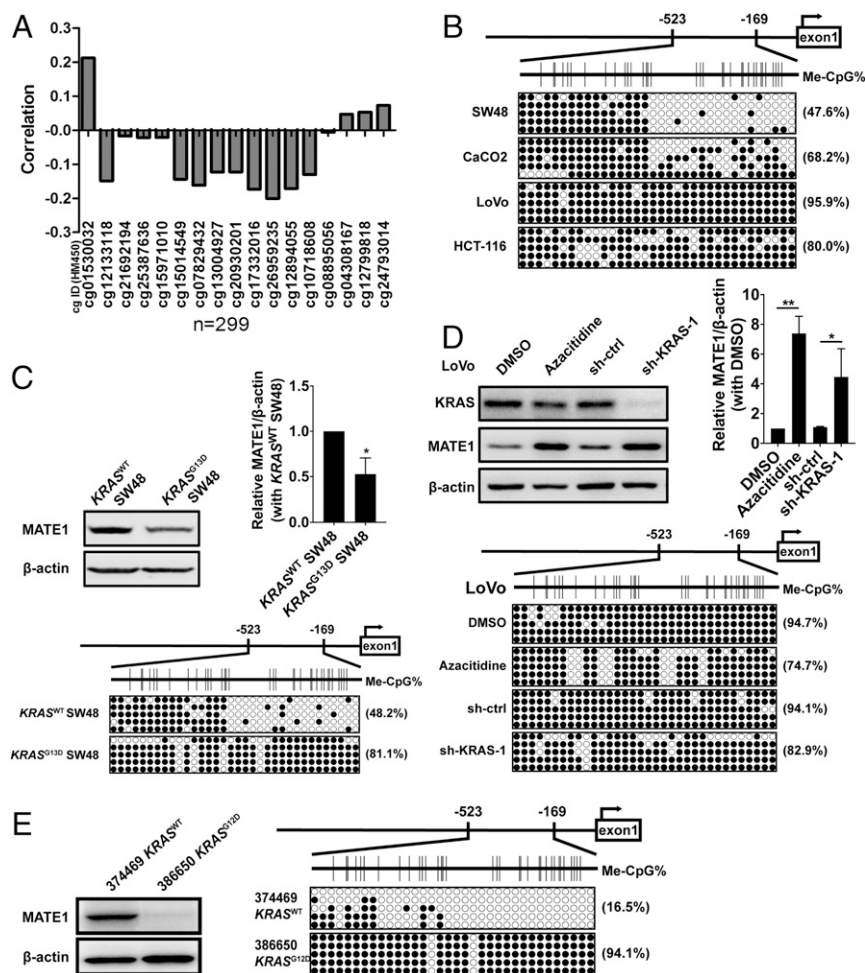 A
Correlation
0.3
0.2
0.1
-0.0
-0.1
-0.2
-0.3
cg ID (HM450)
cg01530032
cg12133118
cg21692194
cg25387636
cg15971010
cg15014549
cg07829432
cg13004927
cg20930201
cg17332016
cg26959235
cg12894055
cg10718608
cg08895056
cg04308167
cg12799818
cg24793014
n=299
B
-523 -169
exon1
Me-CpG%
SW48 (47.6%)
CaCO2 (68.2%)
LoVo (95.9%)
HCT-116 (80.0%)
C
KRASWT SW48
KRASG13D SW48
MATE1
β-actin
Relative MATE1/β-actin
(with KRASWT SW48)
1.5
1.0
0.5
0.0
*
KRASWT SW48
KRASG13D SW48
-523 -169
exon1
Me-CpG%
KRASWT SW48 (48.2%)
KRASG13D SW48 (81.1%)
D
LoVo DMSO Azacitidine sh-ctrl sh-KRAS-1
KRAS
MATE1
β-actin
Relative MATE1/β-actin
(with DMSO)
10
8
6
4
2
0
**
*
DMSO
Azacitidine
sh-ctrl
sh-KRAS-1
-523 -169
exon1
LoVo Me-CpG%
DMSO (94.7%)
Azacitidine (74.7%)
sh-ctrl (94.1%)
sh-KRAS-1 (82.9%)
E
374469 KRASWT
386650 KRASG12D
MATE1
β-actin
-523 -169
exon1
Me-CpG%
374469
KRASWT (16.5%)
386650
KRASG12D (94.1%)